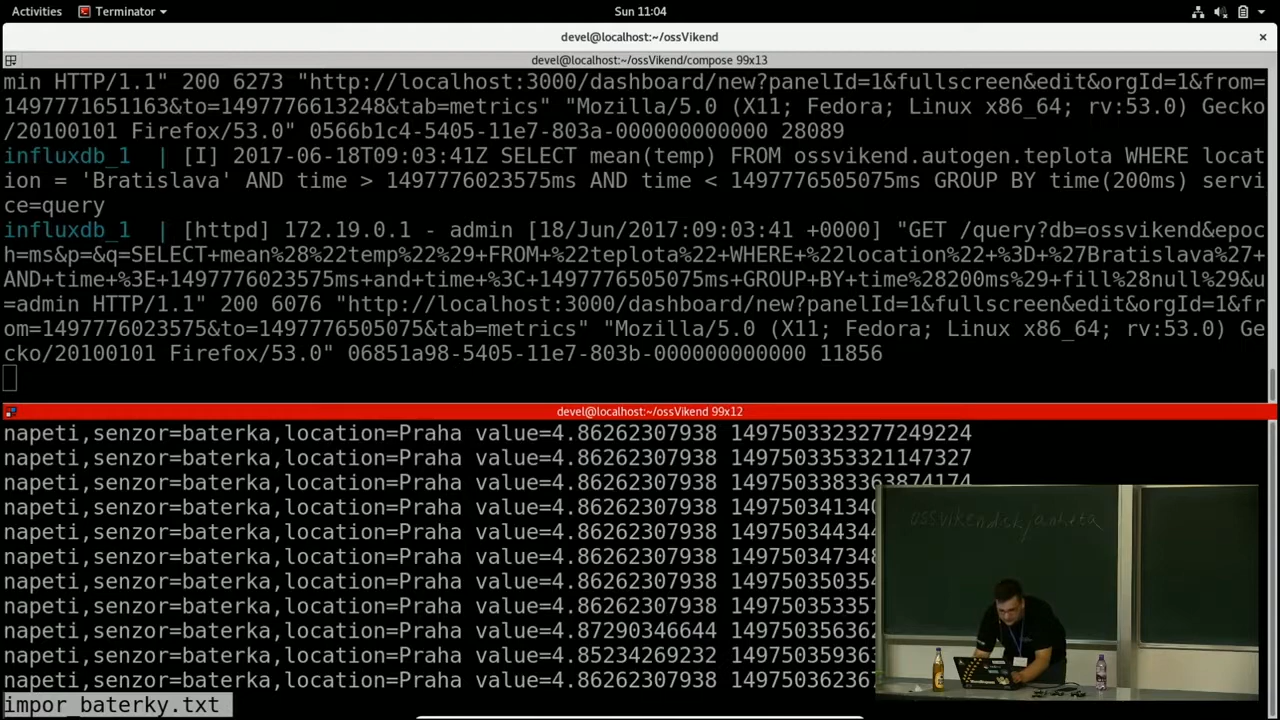 Activities Terminator Sun 11:04
devel@localhost:~/ossVikend
devel@localhost:~/ossVikend/compose 99x13
min HTTP/1.1" 200 6273 "http://localhost:3000/dashboard/new?panelId=1&fullscreen&edit&orgId=1&from=
1497771651163&to=1497776613248&tab=metrics" "Mozilla/5.0 (X11; Fedora; Linux x86_64; rv:53.0) Gecko
/20100101 Firefox/53.0" 0566b1c4-5405-11e7-803a-000000000000 28089
influxdb_1  | [I] 2017-06-18T09:03:41Z SELECT mean(temp) FROM ossvikend.autogen.teplota WHERE locat
ion = 'Bratislava' AND time > 1497776023575ms AND time < 1497776505075ms GROUP BY time(200ms) servi
ce=query
influxdb_1  | [httpd] 172.19.0.1 - admin [18/Jun/2017:09:03:41 +0000] "GET /query?db=ossvikend&epoc
h=ms&p=&q=SELECT+mean%28%22temp%22%29+FROM+%22teplota%22+WHERE+%22location%22+%3D+%27Bratislava%27+
AND+time+%3E+1497776023575ms+and+time+%3C+1497776505075ms+GROUP+BY+time%28200ms%29+fill%28null%29&u
=admin HTTP/1.1" 200 6076 "http://localhost:3000/dashboard/new?panelId=1&fullscreen&edit&orgId=1&fr
om=1497776023575&to=1497776505075&tab=metrics" "Mozilla/5.0 (X11; Fedora; Linux x86_64; rv:53.0) Ge
cko/20100101 Firefox/53.0" 06851a98-5405-11e7-803b-000000000000 11856
devel@localhost:~/ossVikend 99x12
napeti,senzor=baterka,location=Praha value=4.86262307938 1497503323277249224
napeti,senzor=baterka,location=Praha value=4.86262307938 1497503353321147327
napeti,senzor=baterka,location=Praha value=4.86262307938 1497503383363874174
napeti,senzor=baterka,location=Praha value=4.86262307938 149750341340
napeti,senzor=baterka,location=Praha value=4.86262307938 149750344344
napeti,senzor=baterka,location=Praha value=4.86262307938 149750347348
napeti,senzor=baterka,location=Praha value=4.86262307938 149750350354
napeti,senzor=baterka,location=Praha value=4.86262307938 149750353357
napeti,senzor=baterka,location=Praha value=4.87290346644 149750356362
napeti,senzor=baterka,location=Praha value=4.85234269232 149750359363
napeti,senzor=baterka,location=Praha value=4.86262307938 149750362367
impor_baterky.txt